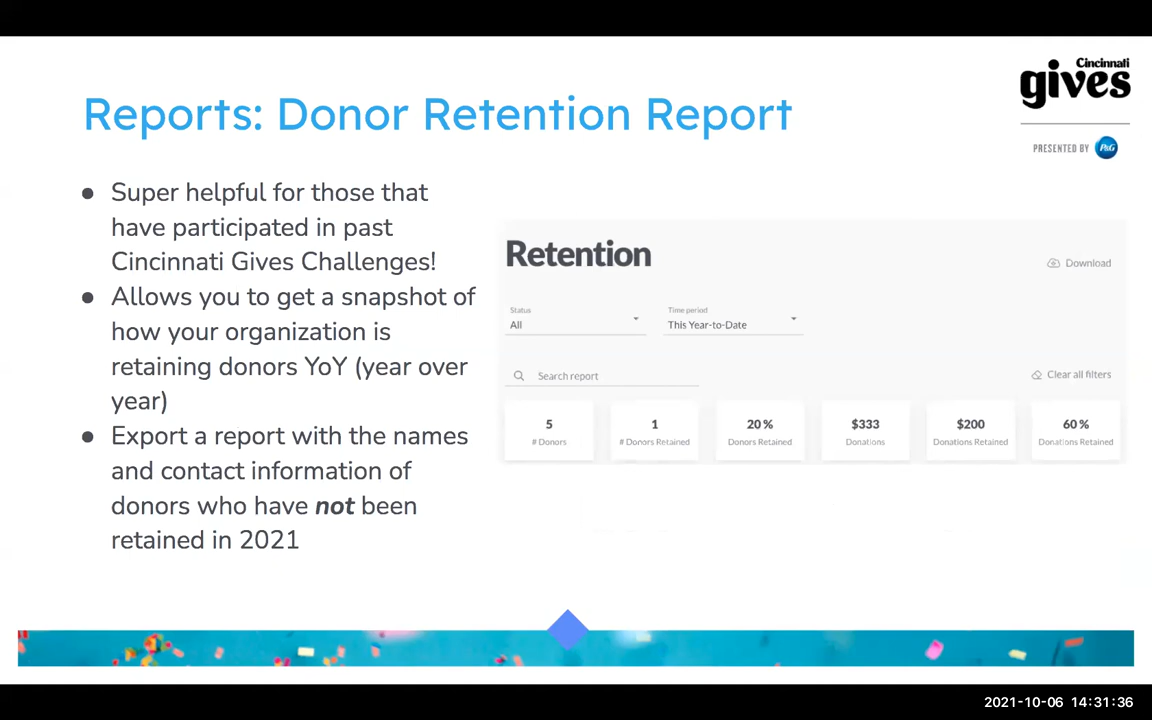 Cincinnati
gives
PRESENTED BY P&G
Reports: Donor Retention Report
● Super helpful for those that
have participated in past
Cincinnati Gives Challenges!
● Allows you to get a snapshot of
how your organization is
retaining donors YoY (year over
year)
● Export a report with the names
and contact information of
donors who have not been
retained in 2021
Retention
Download
Status
All
Time period
This Year-to-Date
Search report
Clear all filters
5
# Donors
1
# Donors Retained
20 %
Donors Retained
$333
Donations
$200
Donations Retained
60 %
Donations Retained
2021-10-06 14:31:36